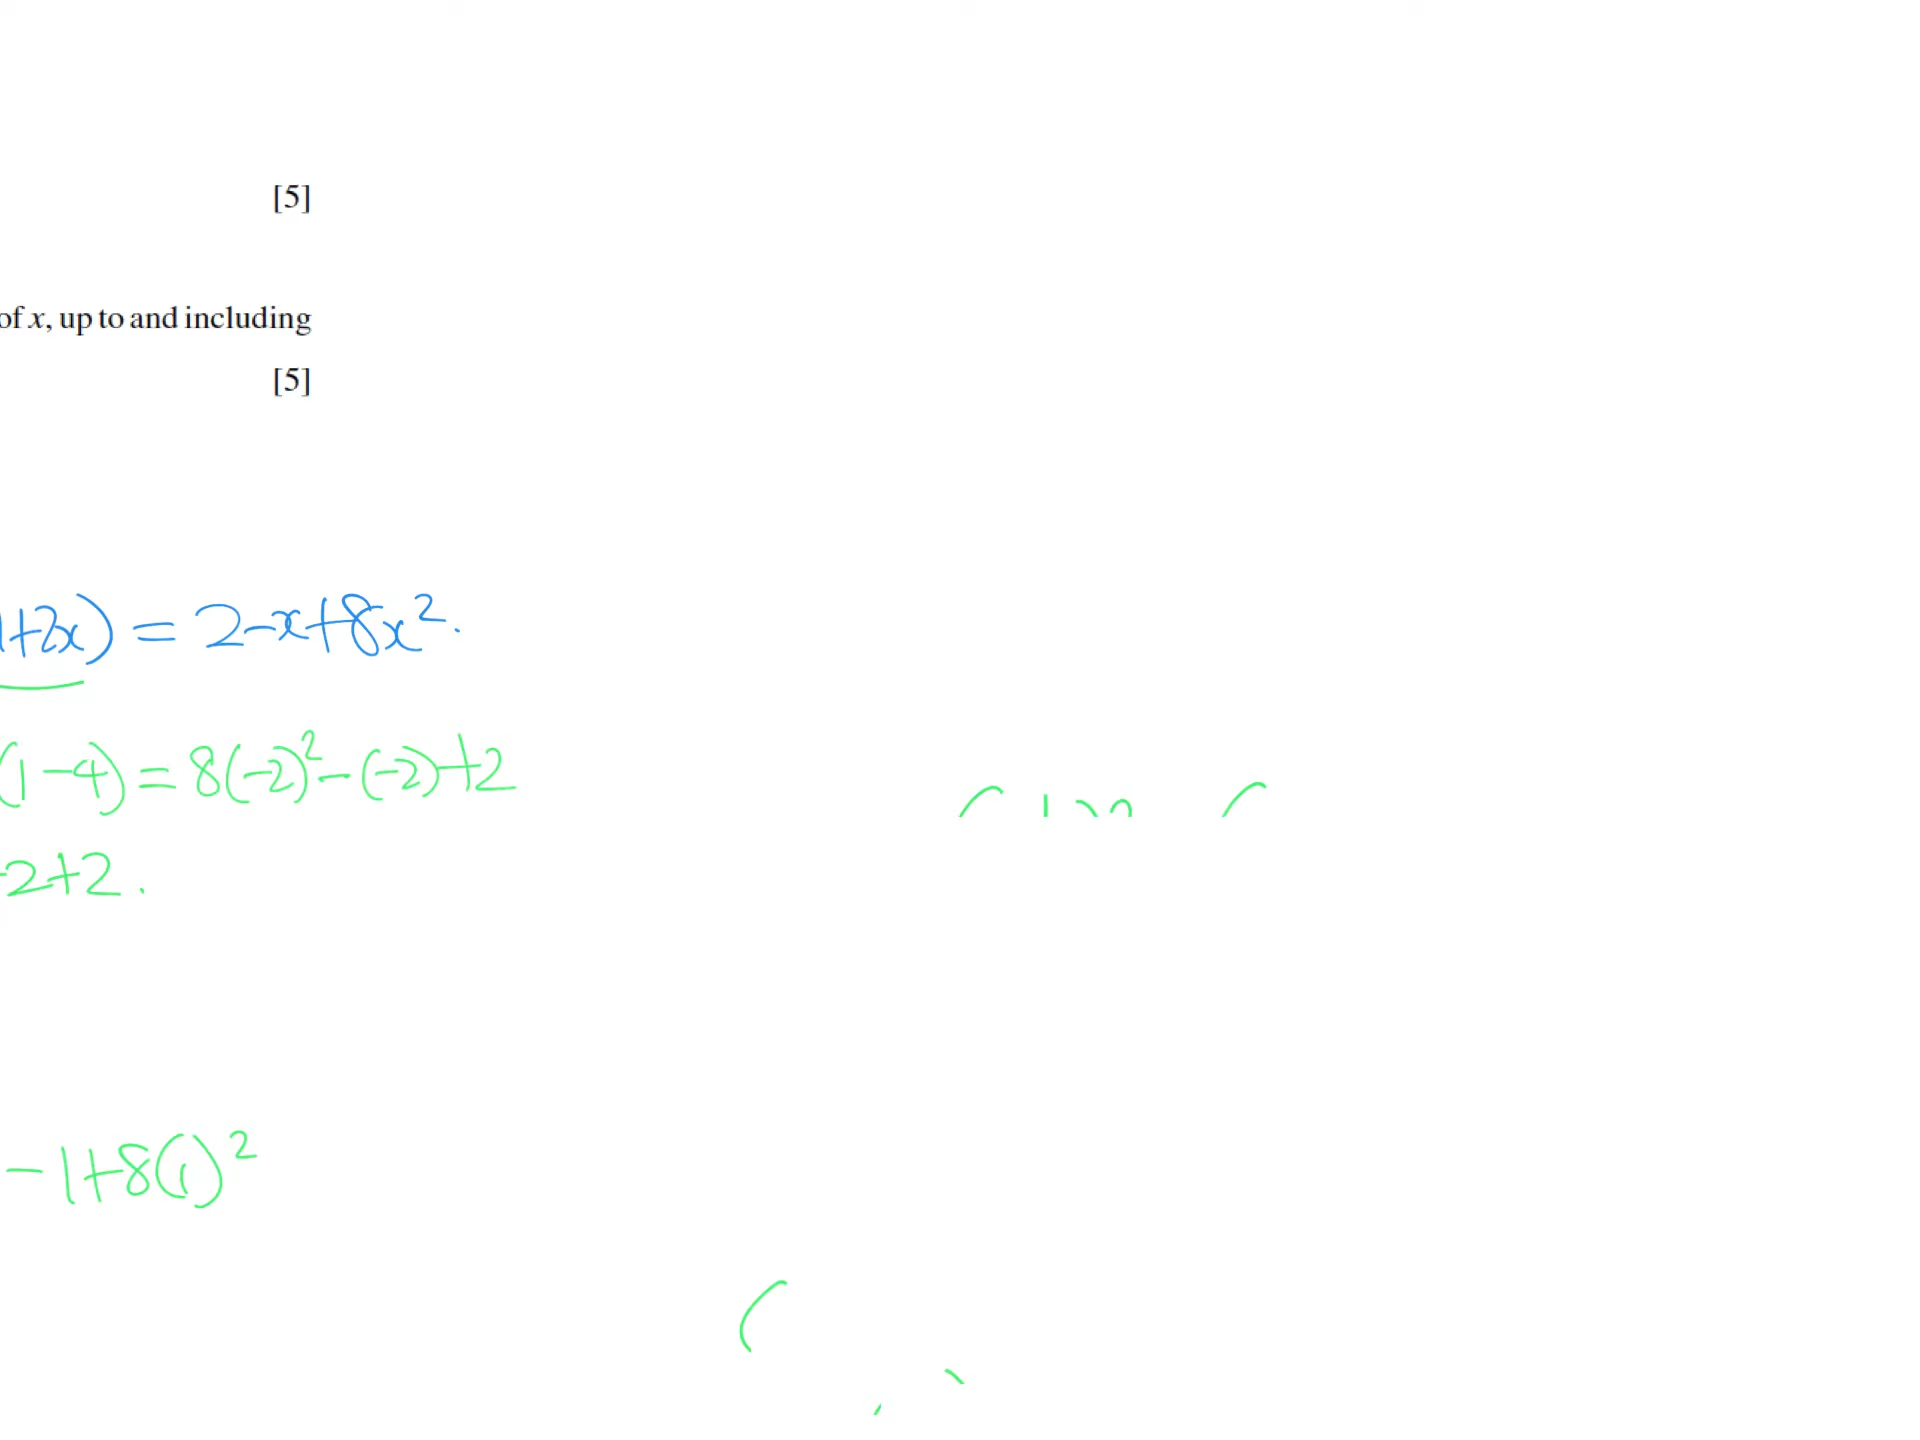 [5]
of x, up to and including
[5]
1+2x) = 2-x+8x².
(1-4) = 8(-2)²-(-2)+2
-2+2.
-1+8(1)²